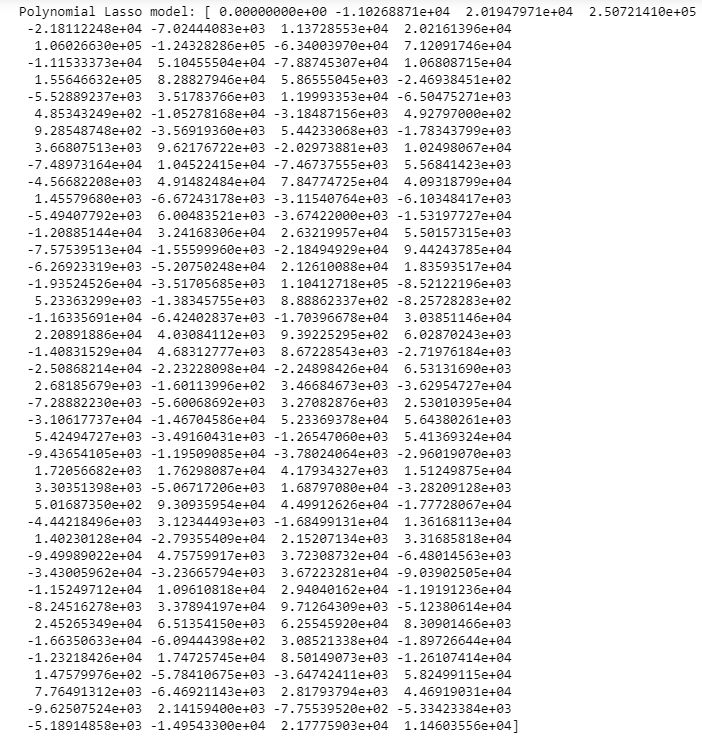 Polynomial Lasso model: [ 0.00000000e+00 -1.10268871e+04  2.01947971e+04  2.50721410e+05
 -2.18112248e+04 -7.02444083e+03  1.13728553e+04  2.02161396e+04
  1.06026630e+05 -1.24328286e+05 -6.34003970e+04  7.12091746e+04
 -1.11533373e+04  5.10455504e+04 -7.88745307e+04  1.06808715e+04
  1.55646632e+05  8.28827946e+04  5.86555045e+03 -2.46938451e+02
 -5.52889237e+03  3.51783766e+04  1.19993353e+04 -6.50475271e+03
  4.85343249e+02 -1.05278168e+04 -3.18487156e+03  4.92797000e+02
  9.28548748e+02 -3.56919360e+03  5.44233068e+03 -1.78343799e+03
  3.66807513e+03  9.62176722e+03 -2.02973881e+03  1.02498067e+04
 -7.48973164e+04  1.04522415e+04 -7.46737555e+03  5.56841423e+03
 -4.56682208e+03  4.91482484e+04  7.84774725e+04  4.09318799e+04
  1.45579680e+03 -6.67243178e+03 -3.11540764e+03 -6.10348417e+03
 -5.49407792e+03  6.00483521e+04 -3.67422000e+03 -1.53197727e+04
 -1.20885144e+04  3.24168306e+04  2.63219957e+04  5.50157315e+03
 -7.57539513e+04 -1.55599960e+03 -2.18494929e+04  9.44243785e+04
 -6.26923319e+03 -5.20750248e+04  2.12610088e+04  1.83593517e+04
 -1.93524526e+04 -3.51705685e+03  1.10412718e+05 -8.52122196e+03
  5.23363299e+03 -1.38345755e+03  8.88862337e+02 -8.25728283e+02
 -1.16335691e+04 -6.42402837e+03 -1.70396678e+04  3.03851146e+04
  2.20891886e+04  4.03084112e+03  9.39225295e+02  6.02870243e+03
 -1.40831529e+04  4.68312777e+03  8.67228543e+03 -2.71976184e+03
 -2.50868214e+04 -2.23228098e+04 -2.24898426e+04  6.53131690e+03
  2.68185679e+03 -1.60113996e+02  3.46684673e+03 -3.62954727e+04
 -7.28882230e+03 -5.60068692e+03  3.27082876e+03  2.53010395e+04
 -3.10617737e+04 -1.46704586e+04  5.23369378e+04  5.64380261e+03
  5.42494727e+03 -3.49160431e+03 -1.26547060e+03  5.41369324e+04
 -9.43654105e+03 -1.19509085e+04 -3.78024064e+03 -2.96019070e+03
  1.72056682e+03  1.76298087e+04  4.17934327e+03  1.51249875e+04
  3.30351398e+03 -5.06717206e+03  1.68797080e+04 -3.28209128e+03
  5.01687350e+02  9.30935954e+04  4.49912626e+04 -1.77728067e+04
 -4.44218496e+03  3.12344493e+03 -1.68499131e+04  1.36168113e+04
  1.40230128e+04 -2.79355409e+04  2.15207134e+03  3.31685818e+04
 -9.49989022e+04  4.75759917e+03  3.72308732e+04 -6.48014563e+03
 -3.43005962e+04 -3.23665794e+03  3.67223281e+04 -9.03902505e+04
 -1.15249712e+04  1.09610818e+04  2.94040162e+04 -1.19191236e+04
 -8.24516278e+03  3.37894197e+04  9.71264309e+03 -5.12380614e+04
  2.45265349e+04  6.51354150e+03  6.25545920e+04  8.30901466e+03
 -1.66350633e+04 -6.09444398e+02  3.08521338e+04 -1.89726644e+04
 -1.23218426e+04  1.74725745e+04  8.50149073e+03 -1.26107414e+04
  1.47579976e+02 -5.78410675e+03 -3.64742411e+03  5.82499115e+04
  7.76491312e+03 -6.46921143e+03  2.81793794e+03  4.46919031e+04
 -9.62507524e+03  2.14159400e+03 -7.75539520e+02 -5.33423384e+03
 -5.18914858e+03 -1.49543300e+04  2.17775903e+04  1.14603556e+04]